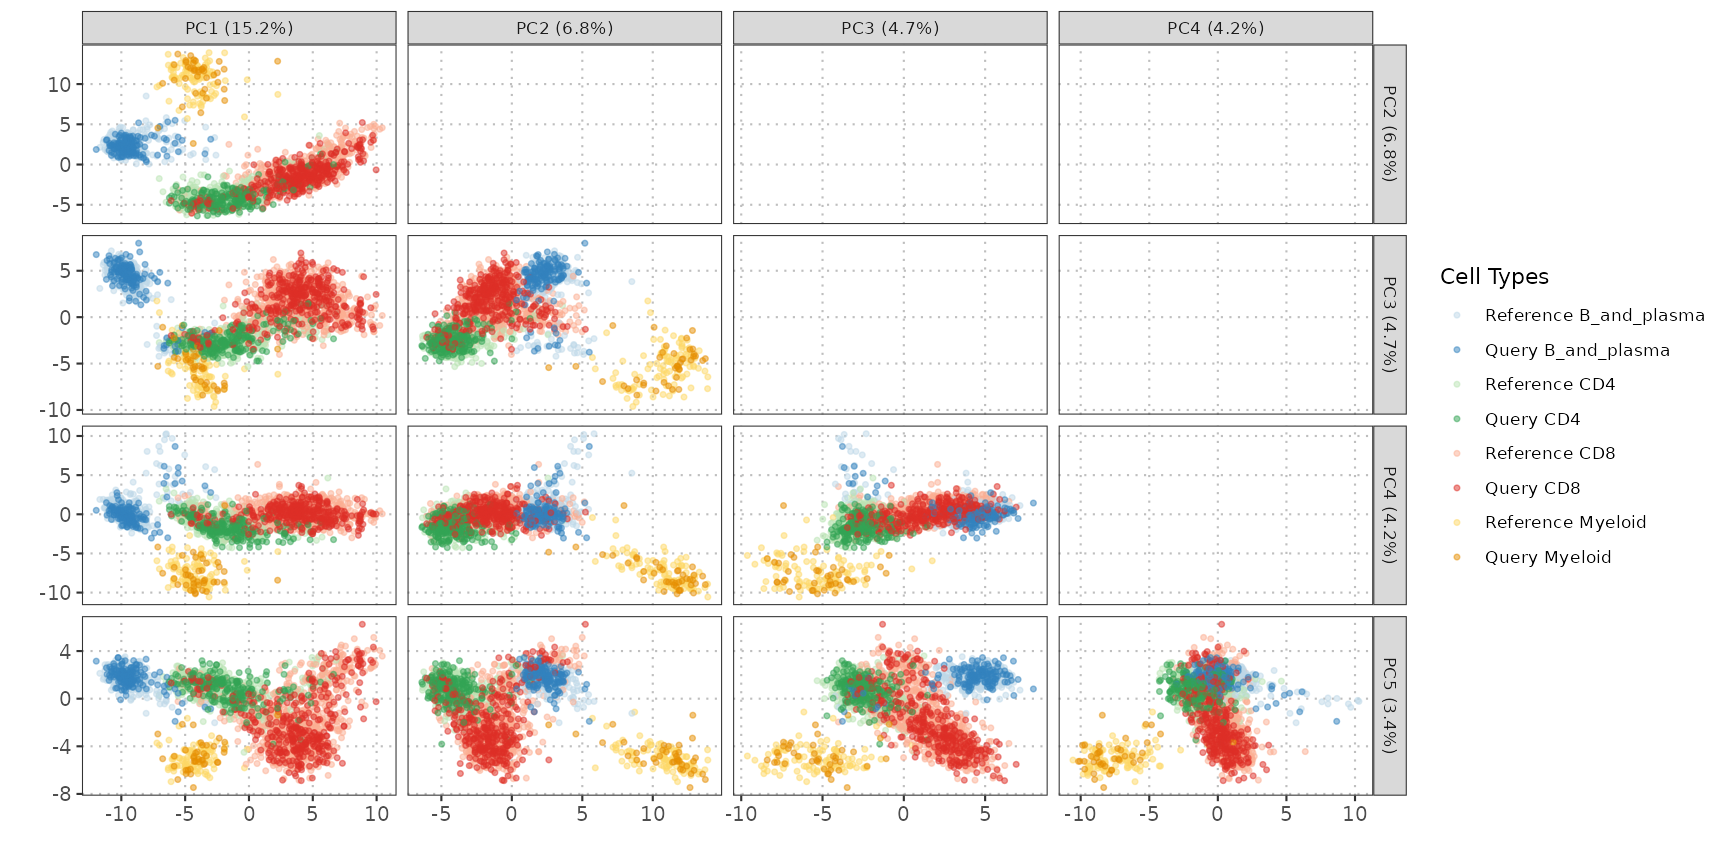 PC1 (15.2%) PC2 (6.8%) PC3 (4.7%) PC4 (4.2%)
10
5
0
-5
PC2 (6.8%)
5
0
-5
-10
PC3 (4.7%)
10
5
0
-5
-10
PC4 (4.2%)
4
0
-4
-8
PC5 (3.4%)
-10 -5 0 5 10 -5 0 5 10 -10 -5 0 5 -10 -5 0 5 10
Cell Types
Reference B_and_plasma
Query B_and_plasma
Reference CD4
Query CD4
Reference CD8
Query CD8
Reference Myeloid
Query Myeloid